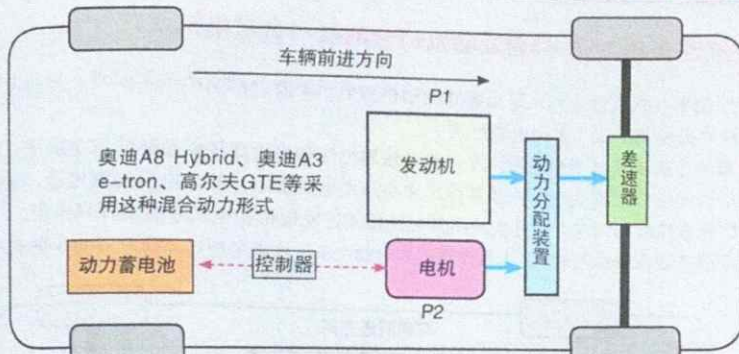 车辆前进方向
P1
奥迪A8 Hybrid、奥迪A3
e-tron、高尔夫GTE等采
用这种混合动力形式
发动机
动力分配装置
差速器
动力蓄电池
控制器
电机
P2